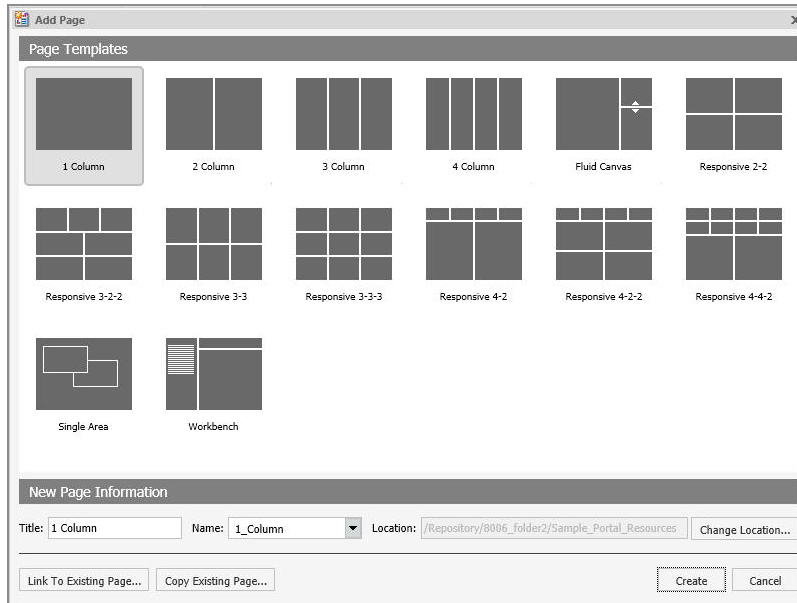 Add Page
Page Templates
1 Column
2 Column
3 Column
4 Column
Fluid Canvas
Responsive 2-2
Responsive 3-2-2
Responsive 3-3
Responsive 3-3-3
Responsive 4-2
Responsive 4-2-2
Responsive 4-4-2
Single Area
Workbench
New Page Information
Title: 1 Column Name: 1_Column Location: /Repository/8006_folder2/Sample_Portal_Resources Change Location...
Link To Existing Page... Copy Existing Page... Create Cancel